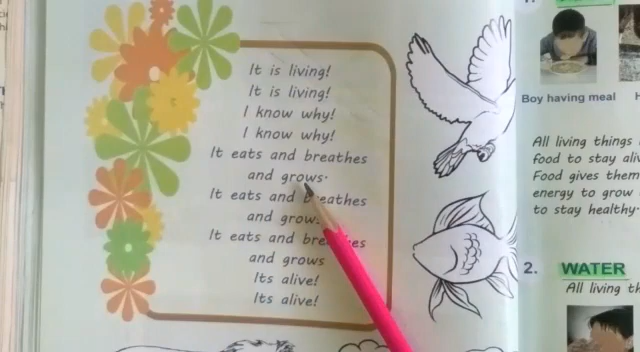 It is living!
It is living!
I know why!
I know why!
It eats and breathes
and grows.
It eats and breathes
and grows.
It eats and breathes
and grows
Its alive!
Its alive!
Boy having meal
All living things
food to stay
Food gives them
energy to grow
to stay healthy.
2. WATER
All living